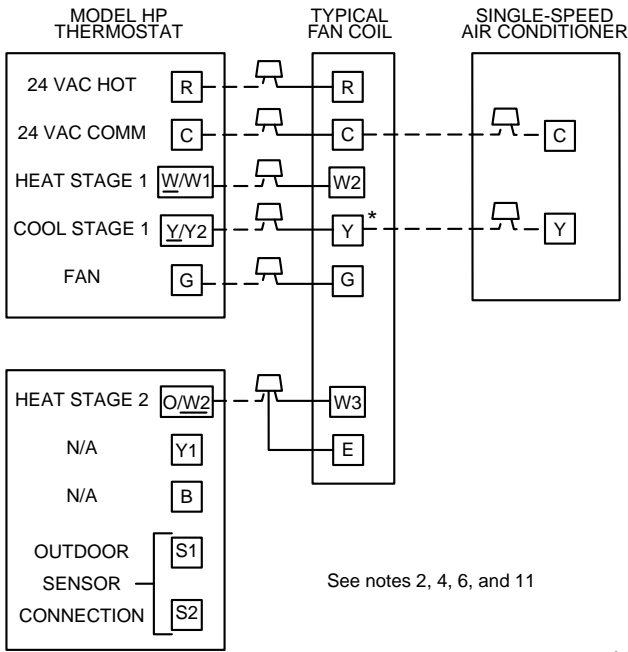 MODEL HP
THERMOSTAT
TYPICAL
FAN COIL
SINGLE-SPEED
AIR CONDITIONER
24 VAC HOT R R
24 VAC COMM C C C
HEAT STAGE 1 W/W1 W2
COOL STAGE 1 Y/Y2 Y * Y
FAN G G
HEAT STAGE 2 O/W2 W3
N/A Y1 E
N/A B
OUTDOOR S1
SENSOR
CONNECTION S2
See notes 2, 4, 6, and 11